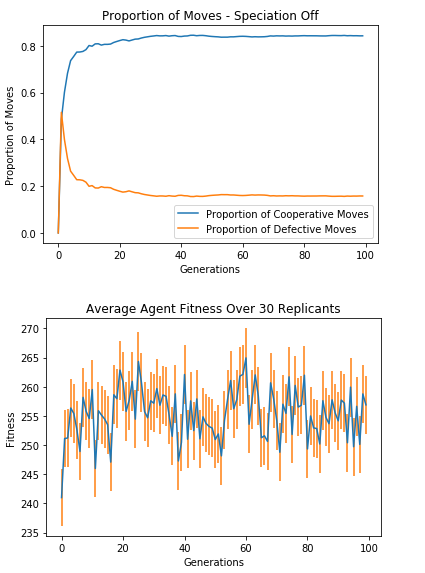 Proportion of Moves - Speciation Off
Proportion of Moves
0.8
0.6
0.4
0.2
0.0
Proportion of Cooperative Moves
Proportion of Defective Moves
0 20 40 60 80 100
Generations
Average Agent Fitness Over 30 Replicants
Fitness
270
265
260
255
250
245
240
235
0 20 40 60 80 100
Generations